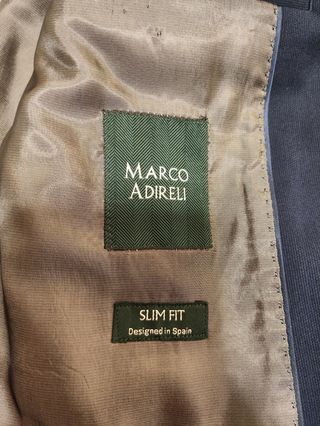 MARCO
ADIRELI
SLIM FIT
Designed in Spain